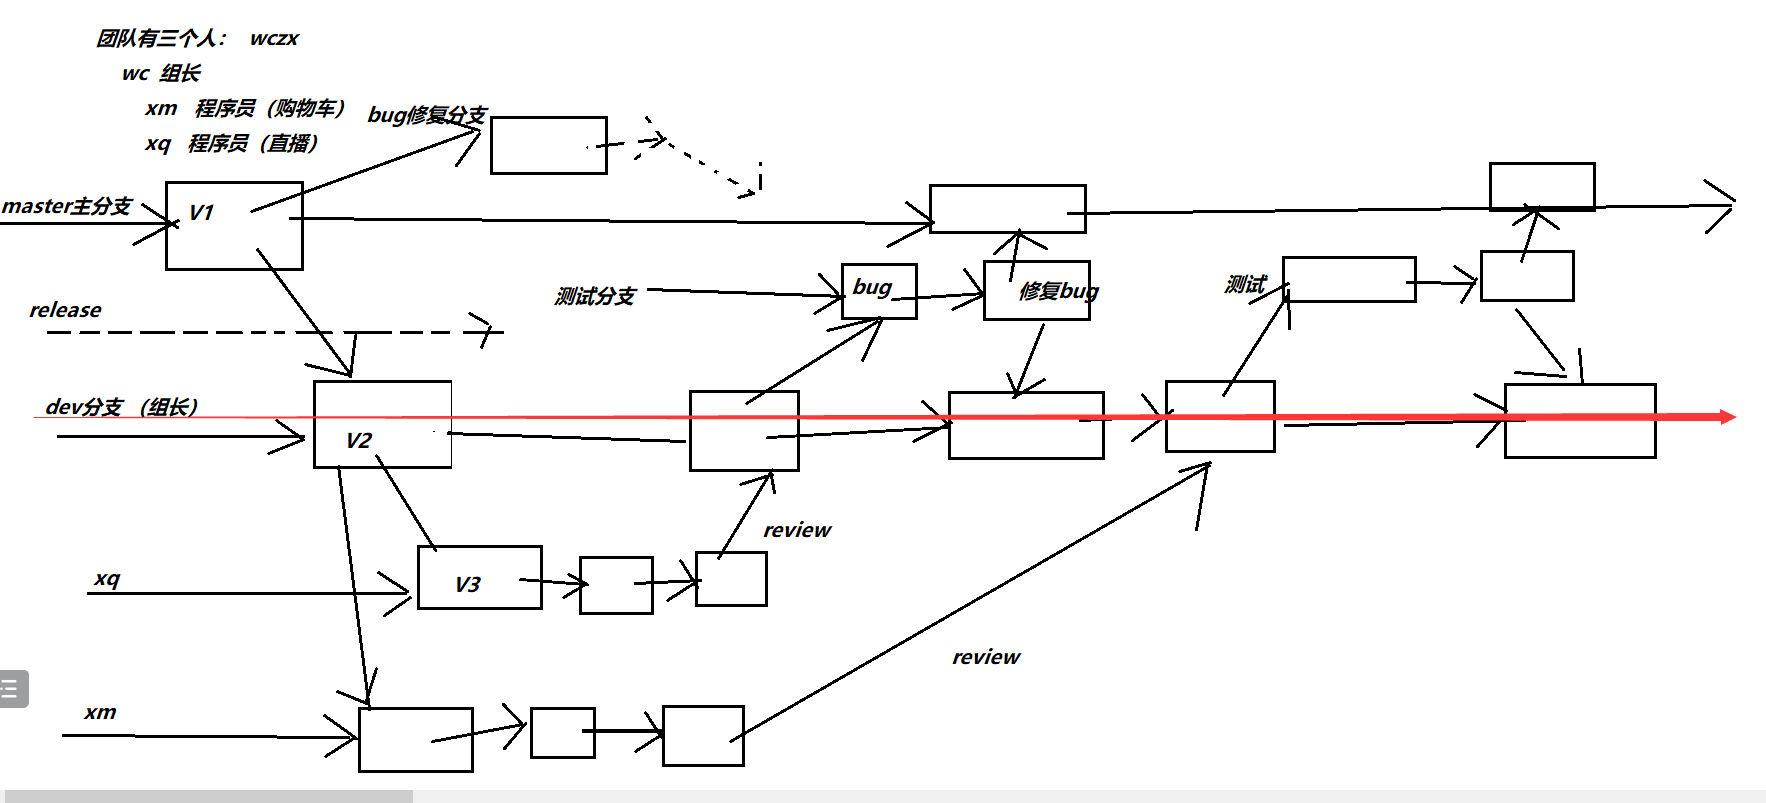 团队有三个人： wczx
wc 组长
xm 程序员（购物车）
bug修复分支
xq 程序员（直播）
master主分支
V1
release
测试分支
bug
修复bug
测试
dev分支 （组长）
V2
review
xq
V3
review
xm